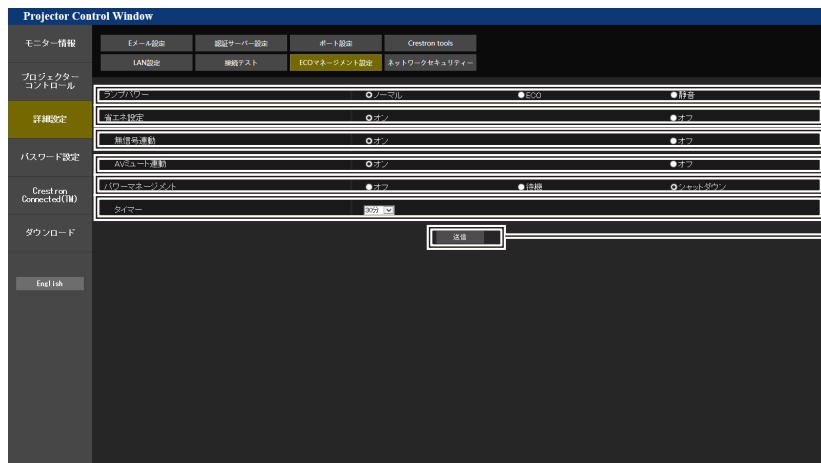 Projector Control Window
モニター情報
プロジェクター
コントロール
詳細設定
パスワード設定
Crestron
Connected(TM)
ダウンロード
English
Eメール設定 認証サーバー設定 ポート設定 Crestron tools
LAN設定 接続テスト ECOマネージメント設定 ネットワークセキュリティー
ランプパワー ノーマル ECO 静音
省エネ設定 オン オフ
無信号連動 オン オフ
AVミュート連動 オン オフ
パワーマネージメント オフ 待機 シャットダウン
タイマー 30分
送信